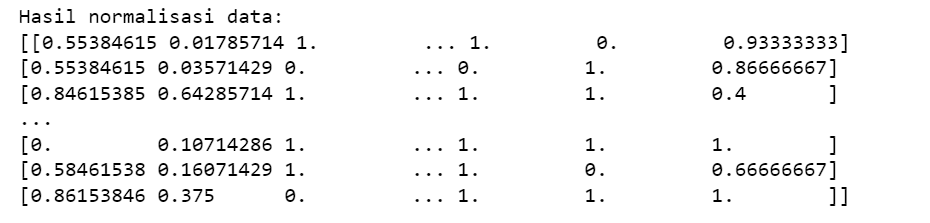 Hasil normalisasi data:
[[0.55384615 0.01785714 1.         ... 1.         0.         0.93333333]
[0.55384615 0.03571429 0.         ... 0.         1.         0.86666667]
[0.84615385 0.64285714 1.         ... 1.         1.         0.4       ]
...
[0.         0.10714286 1.         ... 1.         1.         1.        ]
[0.58461538 0.16071429 1.         ... 1.         0.         0.66666667]
[0.86153846 0.375      0.         ... 1.         1.         1.        ]]